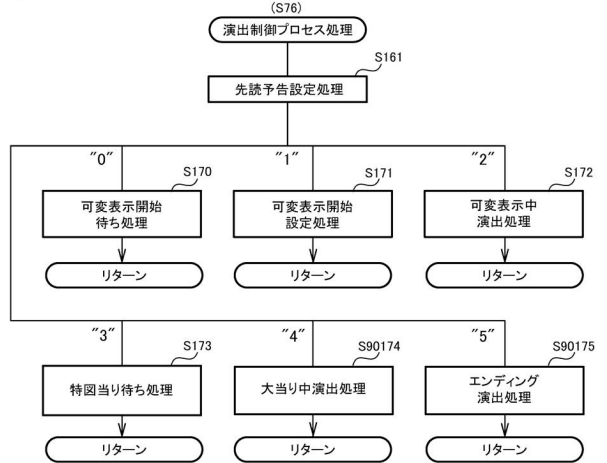 (S76)
演出制御プロセス処理
S161
先読予告設定処理
"0"
"1"
"2"
S170
S171
S172
可変表示開始
待ち処理
可変表示開始
設定処理
可変表示中
演出処理
リターン
リターン
リターン
"3"
"4"
"5"
S173
S90174
S90175
特図当り待ち処理
大当り中演出処理
エンディング
演出処理
リターン
リターン
リターン